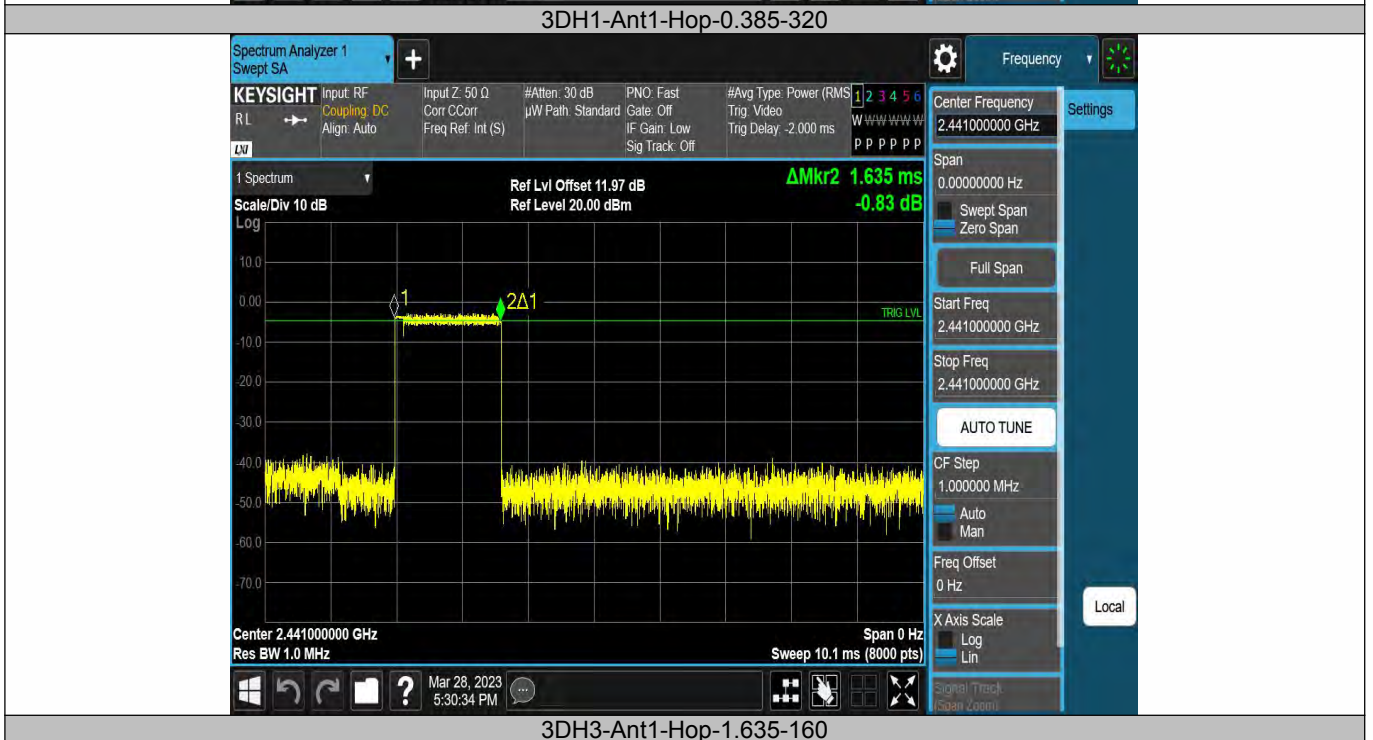 3DH1-Ant1-Hop-0.385-320
Spectrum Analyzer 1
Swept SA
+
Frequency
KEYSIGHT
RL
LXI
Input: RF
Coupling: DC
Align: Auto
Input Z: 50 Ω
Corr CCorr
Freq Ref: Int (S)
#Atten: 30 dB
µW Path: Standard
PNO: Fast
Gate: Off
IF Gain: Low
Sig Track: Off
#Avg Type: Power (RMS
Trig: Video
Trig Delay: -2.000 ms
1 2 3 4 5 6
W W W W W W
P P P P P P
1 Spectrum
Scale/Div 10 dB
Log
Ref Lvl Offset 11.97 dB
Ref Level 20.00 dBm
ΔMkr2 1.635 ms
-0.83 dB
10.0
0.00
-10.0
-20.0
-30.0
-40.0
-50.0
-60.0
-70.0
1
2Δ1
TRIG LVL
Center 2.441000000 GHz
Res BW 1.0 MHz
Span 0 Hz
Sweep 10.1 ms (8000 pts)
Center Frequency
2.441000000 GHz
Settings
Span
0.00000000 Hz
Swept Span
Zero Span
Full Span
Start Freq
2.441000000 GHz
Stop Freq
2.441000000 GHz
AUTO TUNE
CF Step
1.000000 MHz
Auto
Man
Freq Offset
0 Hz
X Axis Scale
Log
Lin
Signal Track
(Span Zoom)
Local
?
Mar 28, 2023
5:30:34 PM
3DH3-Ant1-Hop-1.635-160